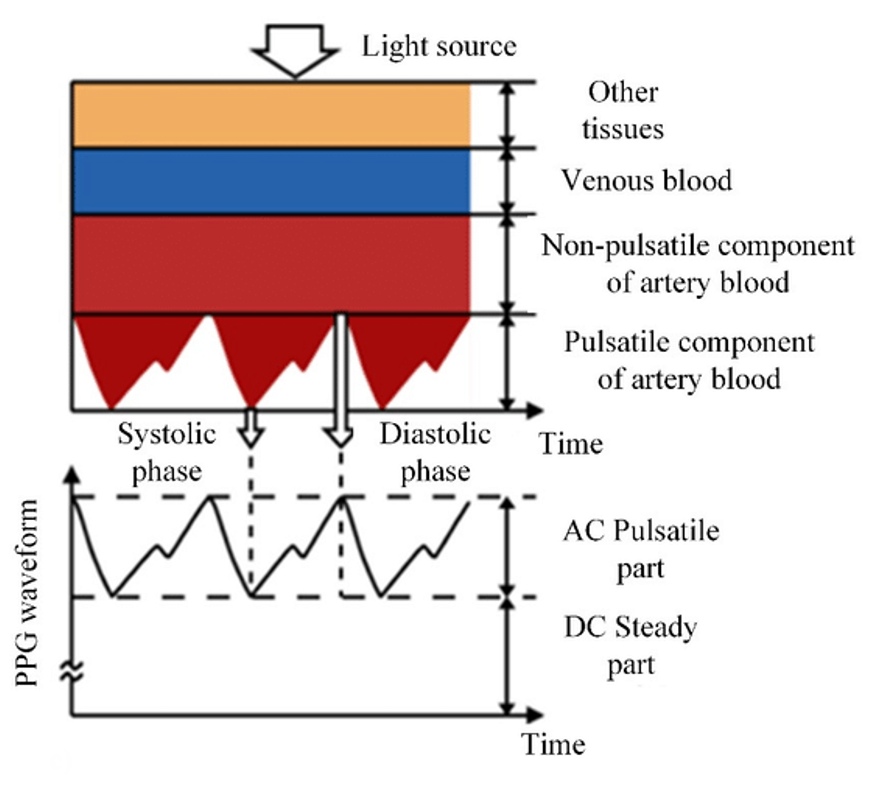 Light source
Other
tissues
Venous blood
Non-pulsatile component
of artery blood
Pulsatile component
of artery blood
Systolic
phase
Diastolic
phase
Time
PPG waveform
AC Pulsatile
part
DC Steady
part
Time